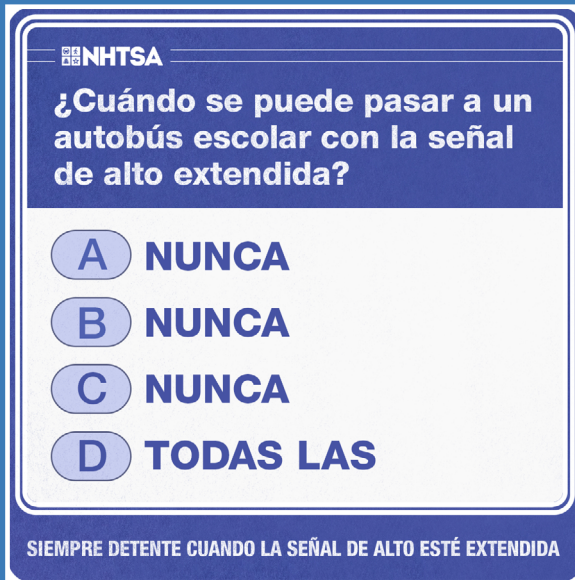 NHTSA
¿Cuándo se puede pasar a un
autobús escolar con la señal
de alto extendida?
A NUNCA
B NUNCA
C NUNCA
D TODAS LAS
SIEMPRE DETENTE CUANDO LA SEÑAL DE ALTO ESTÉ EXTENDIDA